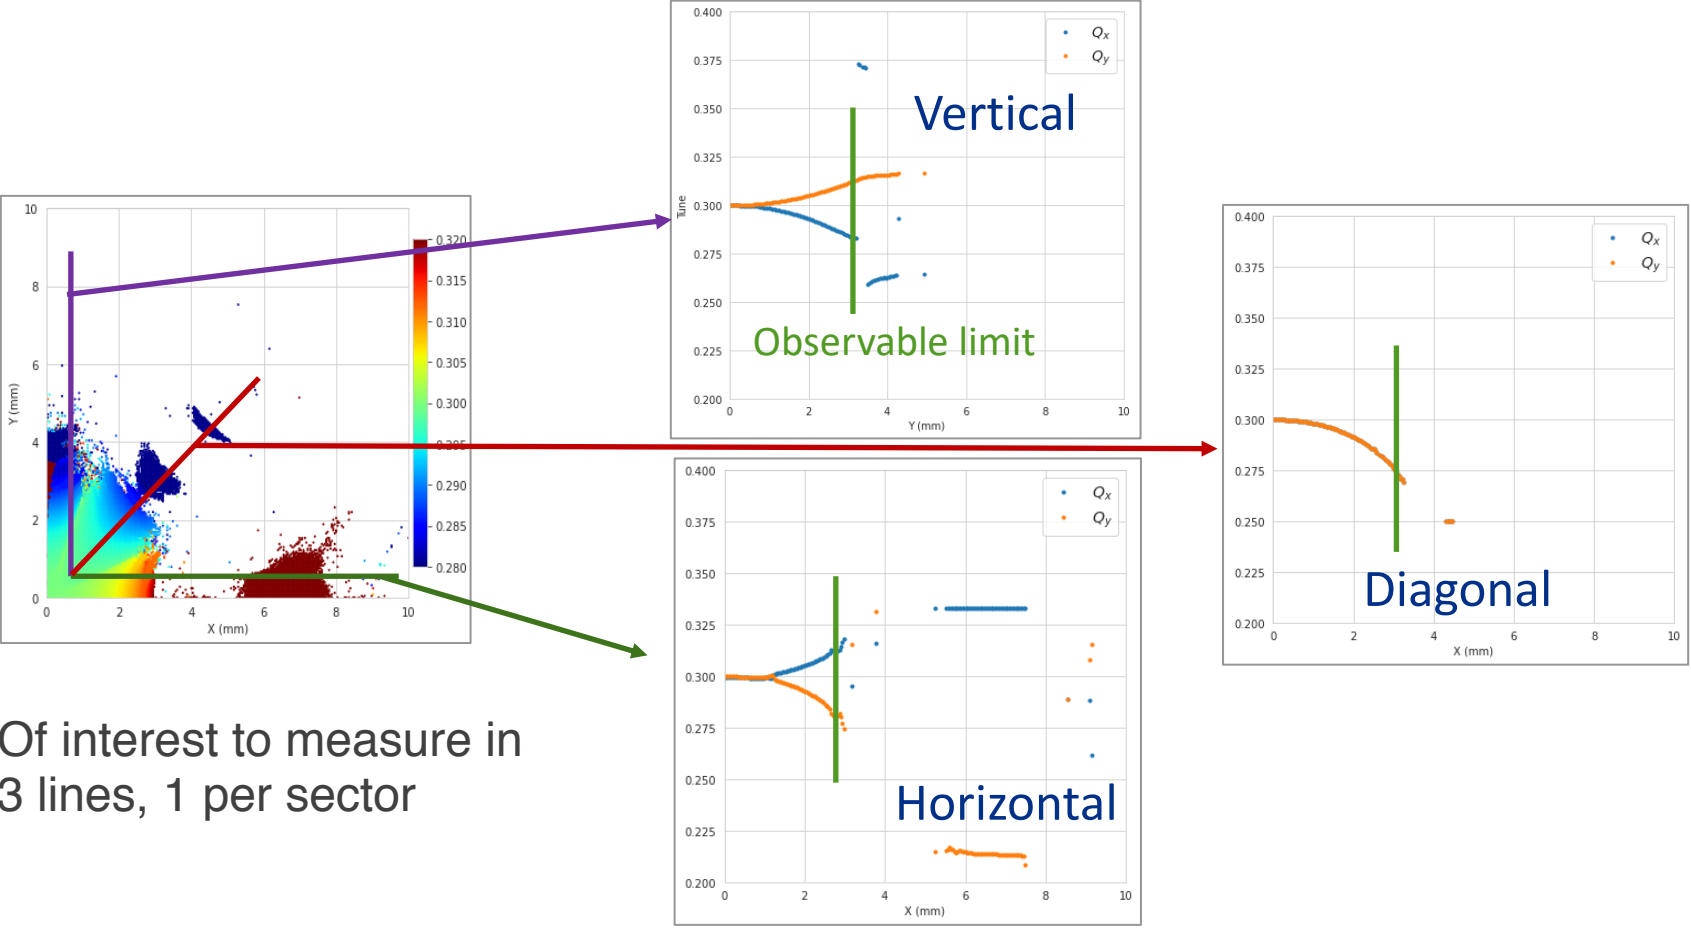 10
8
6
4
2
0
Y (mm)
0 2 4 6 8 10
X (mm)
0.320
0.315
0.310
0.305
0.300
0.295
0.290
0.285
0.280
Of interest to measure in
3 lines, 1 per sector
0.400
0.375
0.350
0.325
0.300
0.275
0.250
0.225
0.200
Tune
Qx
Qy
Vertical
Observable limit
0 2 4 6 8 10
Y (mm)
0.400
0.375
0.350
0.325
0.300
0.275
0.250
0.225
0.200
Qx
Qy
Horizontal
0 2 4 6 8 10
X (mm)
0.400
0.375
0.350
0.325
0.300
0.275
0.250
0.225
0.200
Qx
Qy
Diagonal
0 2 4 6 8 10
X (mm)